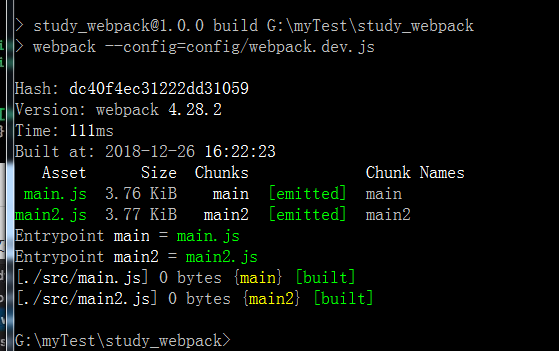 > study_webpack@1.0.0 build G:\myTest\study_webpack
> webpack --config=config/webpack.dev.js
Hash: dc40f4ec31222dd31059
Version: webpack 4.28.2
Time: 111ms
Built at: 2018-12-26 16:22:23
Asset Size Chunks Chunk Names
main.js 3.76 KiB main [emitted] main
main2.js 3.77 KiB main2 [emitted] main2
Entrypoint main = main.js
Entrypoint main2 = main2.js
[./src/main.js] 0 bytes {main} [built]
[./src/main2.js] 0 bytes {main2} [built]
G:\myTest\study_webpack>